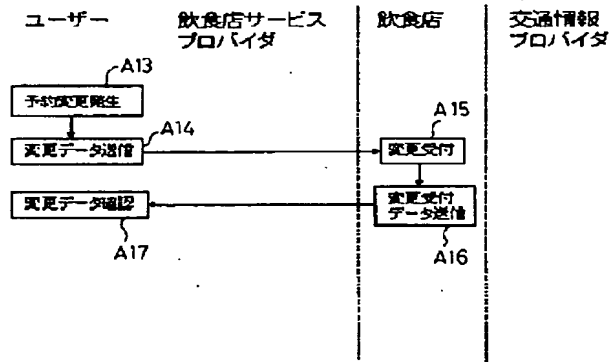 ユーザー
飲食店サービス
プロバイダ
飲食店
交通情報
プロバイダ
A13
予約変更発生
A14
変更データ送信
A15
変更受付
変更データ確認
変更受付
データ送信
A17
A16